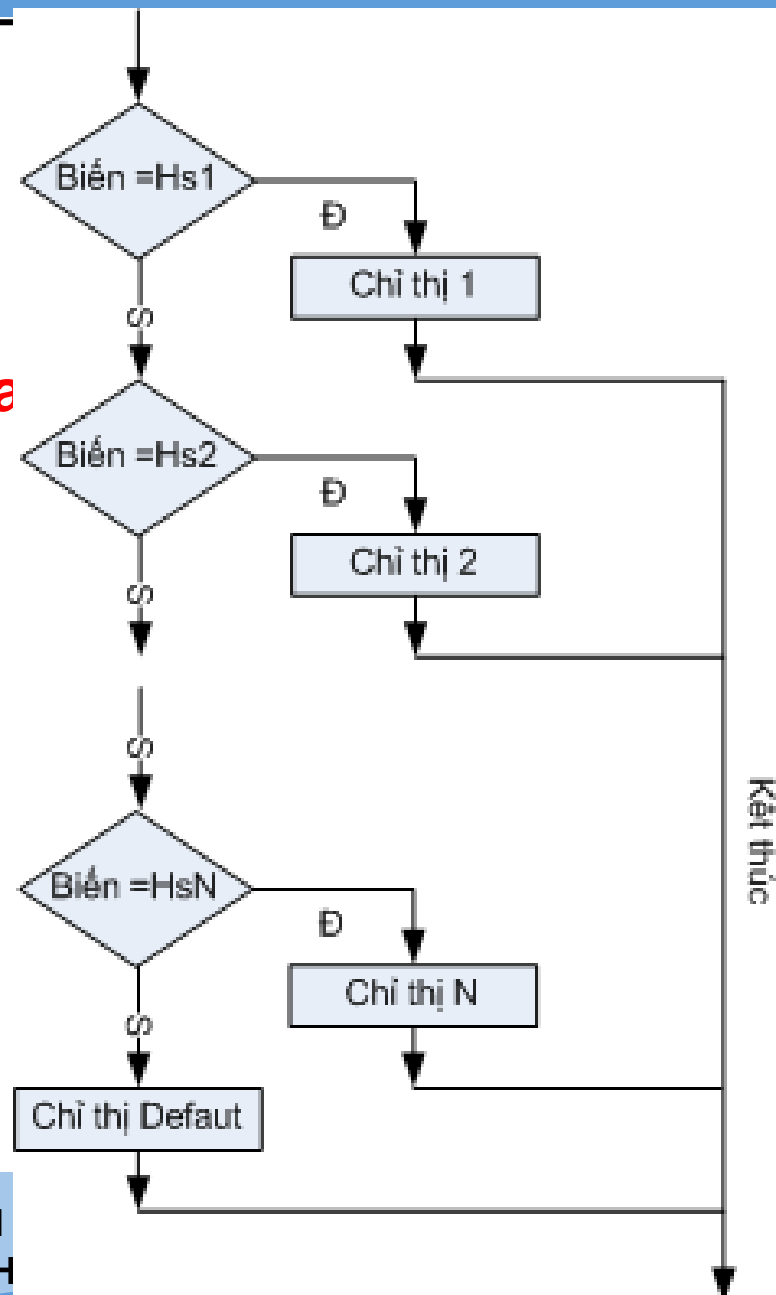 Biến =Hs1
Đ
Chỉ thị 1
S
a
Biến =Hs2
Đ
Chỉ thị 2
S
S
Kết thúc
Biến =HsN
Đ
Chỉ thị N
S
Chỉ thị Defaut
H